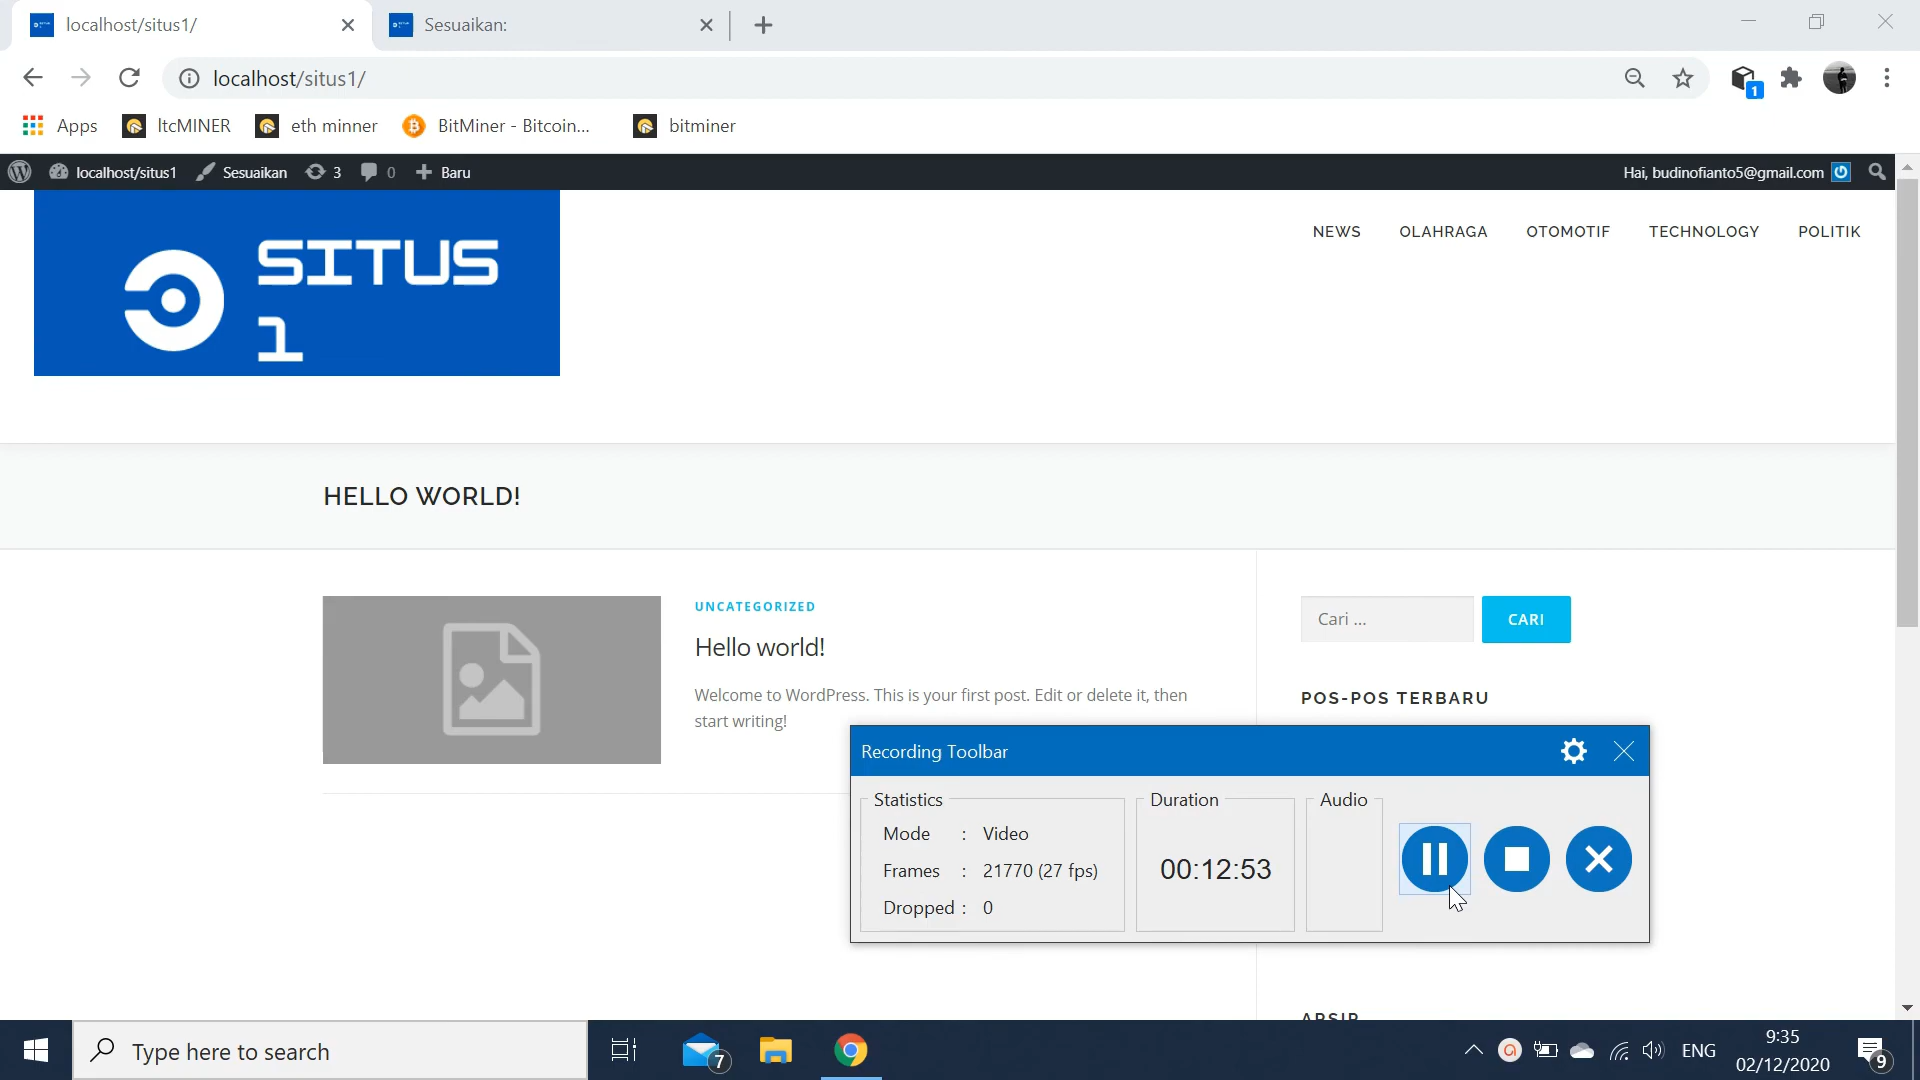 localhost/situs1/
Sesuaikan:
localhost/situs1/
1
Apps
ltcMINER
eth minner
BitMiner - Bitcoin...
bitminer
localhost/situs1
Sesuaikan
3
0
Baru
Hai, budinofianto5@gmail.com
SITUS
1
NEWS
OLAHRAGA
OTOMOTIF
TECHNOLOGY
POLITIK
HELLO WORLD!
UNCATEGORIZED
Hello world!
Welcome to WordPress. This is your first post. Edit or delete it, then
start writing!
Cari ...
CARI
POS-POS TERBARU
Recording Toolbar
Statistics
Mode : Video
Frames : 21770 (27 fps)
Dropped : 0
Duration
00:12:53
Audio
ARSIP
Type here to search
7
ENG
9:35
02/12/2020
9